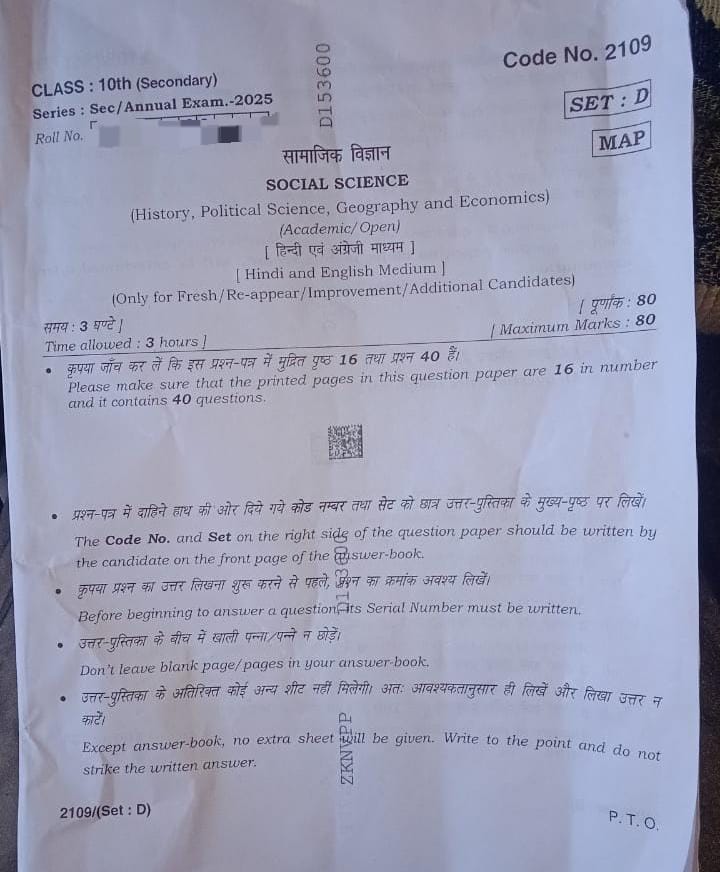 Code No. 2109
CLASS : 10th (Secondary)
Series : Sec/Annual Exam.-2025
Roll No.
D153600
SET : D
MAP
सामाजिक विज्ञान
SOCIAL SCIENCE
(History, Political Science, Geography and Economics)
(Academic/Open)
[ हिन्दी एवं अंग्रेजी माध्यम ]
[ Hindi and English Medium ]
(Only for Fresh/Re-appear/Improvement/Additional Candidates)
समय : 3 घण्टे ] [ पूर्णांक : 80
Time allowed : 3 hours ] [ Maximum Marks : 80
• कृपया जाँच कर लें कि इस प्रश्न-पत्र में मुद्रित पृष्ठ 16 तथा प्रश्न 40 हैं।
Please make sure that the printed pages in this question paper are 16 in number
and it contains 40 questions.
• प्रश्न-पत्र में दाहिने हाथ की ओर दिये गये कोड नम्बर तथा सेट को छात्र उत्तर-पुस्तिका के मुख्य-पृष्ठ पर लिखें।
The Code No. and Set on the right side of the question paper should be written by
the candidate on the front page of the answer-book.
• कृपया प्रश्न का उत्तर लिखना शुरू करने से पहले, प्रश्न का क्रमांक अवश्य लिखें।
Before beginning to answer a question, its Serial Number must be written.
• उत्तर-पुस्तिका के बीच में खाली पन्ना/पन्ने न छोड़ें।
Don't leave blank page/pages in your answer-book.
• उत्तर-पुस्तिका के अतिरिक्त कोई अन्य शीट नहीं मिलेगी। अतः आवश्यकतानुसार ही लिखें और लिखा उत्तर न
काटें।
Except answer-book, no extra sheet will be given. Write to the point and do not
strike the written answer.
ZKNVPP
2109/(Set : D)
P. T. O.